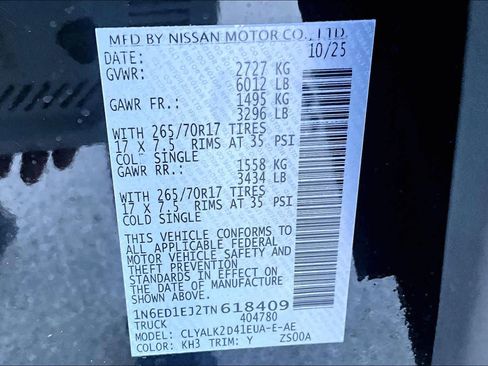 MFD BY NISSAN MOTOR CO., LTD.
DATE: 10/25
GVWR: 2727 KG
6012 LB
GAWR FR.: 1495 KG
3296 LB
WITH 265/70R17 TIRES
17 X 7.5 RIMS AT 35 PSI
COLD SINGLE
GAWR RR.: 1558 KG
3434 LB
WITH 265/70R17 TIRES
17 X 7.5 RIMS AT 35 PSI
COLD SINGLE
THIS VEHICLE CONFORMS TO
ALL APPLICABLE FEDERAL
MOTOR VEHICLE SAFETY AND
THEFT PREVENTION
STANDARDS IN EFFECT ON
THE DATE OF MANUFACTURE
SHOWN ABOVE.
1N6ED1EJ2TN618409
TRUCK 404780
MODEL: CLYALK2D41EUA-E-AE
COLOR: KH3 TRIM: Y ZS00A